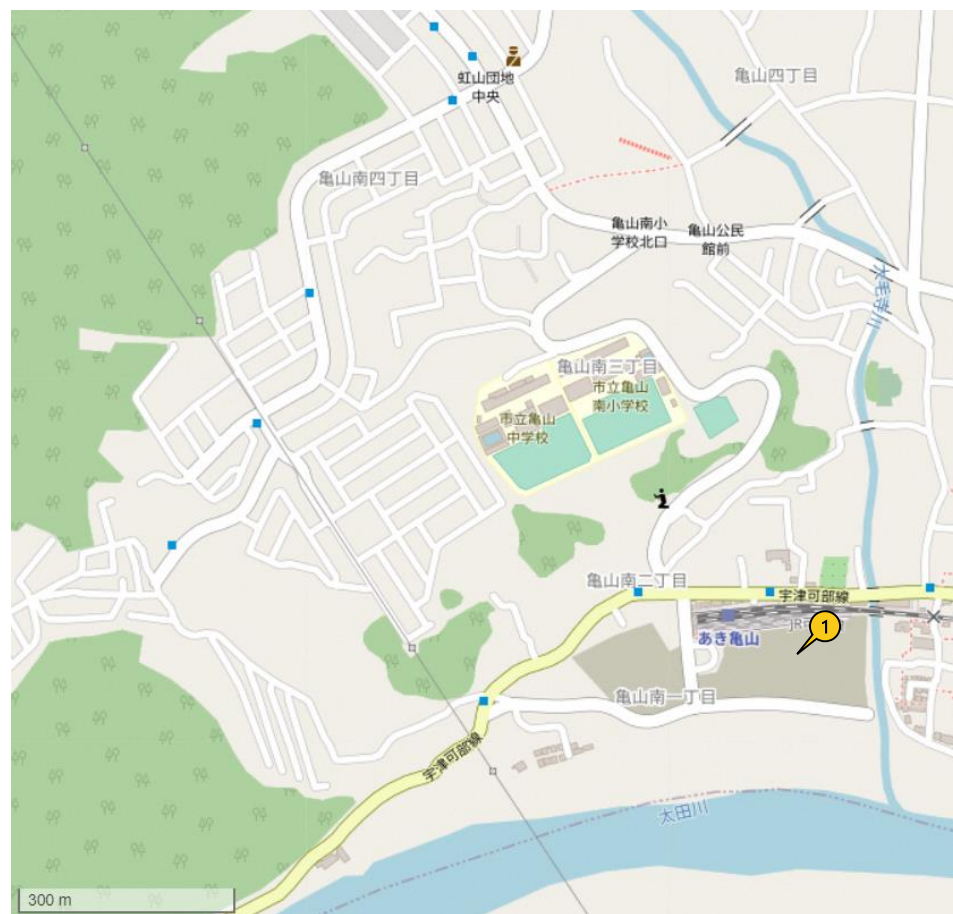 亀山四丁目
虹山団地
中央
亀山南四丁目
亀山南小
学校北口
亀山公民
館前
大毛寺川
亀山南三丁目
市立亀山
南小学校
市立亀山
中学校
亀山南二丁目
宇津可部線
JR
1
あき亀山
亀山南一丁目
宇津可部線
太田川
300 m